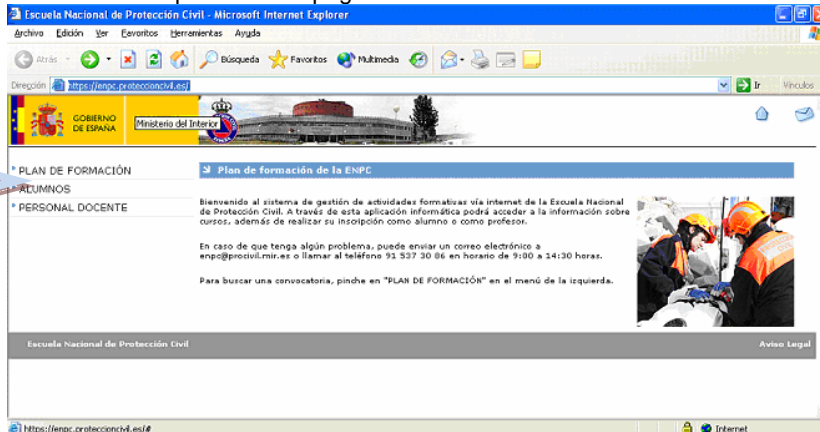 Escuela Nacional de Protección Civil - Microsoft Internet Explorer
Archivo Edición Ver Favoritos Herramientas Ayuda
Atrás Búsqueda Favoritos Multimedia
Dirección https://enpc.proteccioncivil.es/ Ir Vínculos
GOBIERNO
DE ESPAÑA
Ministerio del Interior
PLAN DE FORMACIÓN
ALUMNOS
PERSONAL DOCENTE
Plan de formación de la ENPC
Bienvenido al sistema de gestión de actividades formativas vía internet de la Escuela Nacional
de Protección Civil. A través de esta aplicación informática podrá acceder a la información sobre
cursos, además de realizar su inscripción como alumno o como profesor.
En caso de que tenga algún problema, puede enviar un correo electrónico a
enpc@procivil.mir.es o llamar al teléfono 91 537 30 86 en horario de 9:00 a 14:30 horas.
Para buscar una convocatoria, pinche en "PLAN DE FORMACIÓN" en el menú de la izquierda.
Escuela Nacional de Protección Civil Aviso Legal
https://enpc.proteccioncivil.es/# Internet